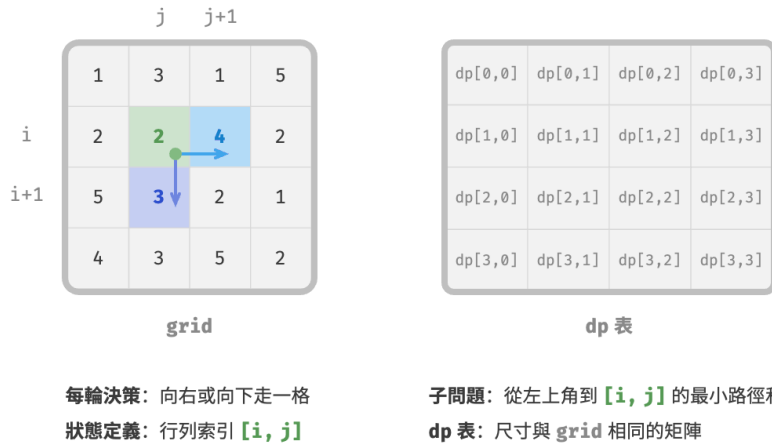 j j+1
1 3 1 5
i 2 2 4 2
i+1 5 3 2 1
4 3 5 2
grid
dp[0,0] dp[0,1] dp[0,2] dp[0,3]
dp[1,0] dp[1,1] dp[1,2] dp[1,3]
dp[2,0] dp[2,1] dp[2,2] dp[2,3]
dp[3,0] dp[3,1] dp[3,2] dp[3,3]
dp 表
每輪決策：向右或向下走一格
狀態定義：行列索引 [i, j]
子問題：從左上角到 [i, j] 的最小路徑和
dp 表：尺寸與 grid 相同的矩陣